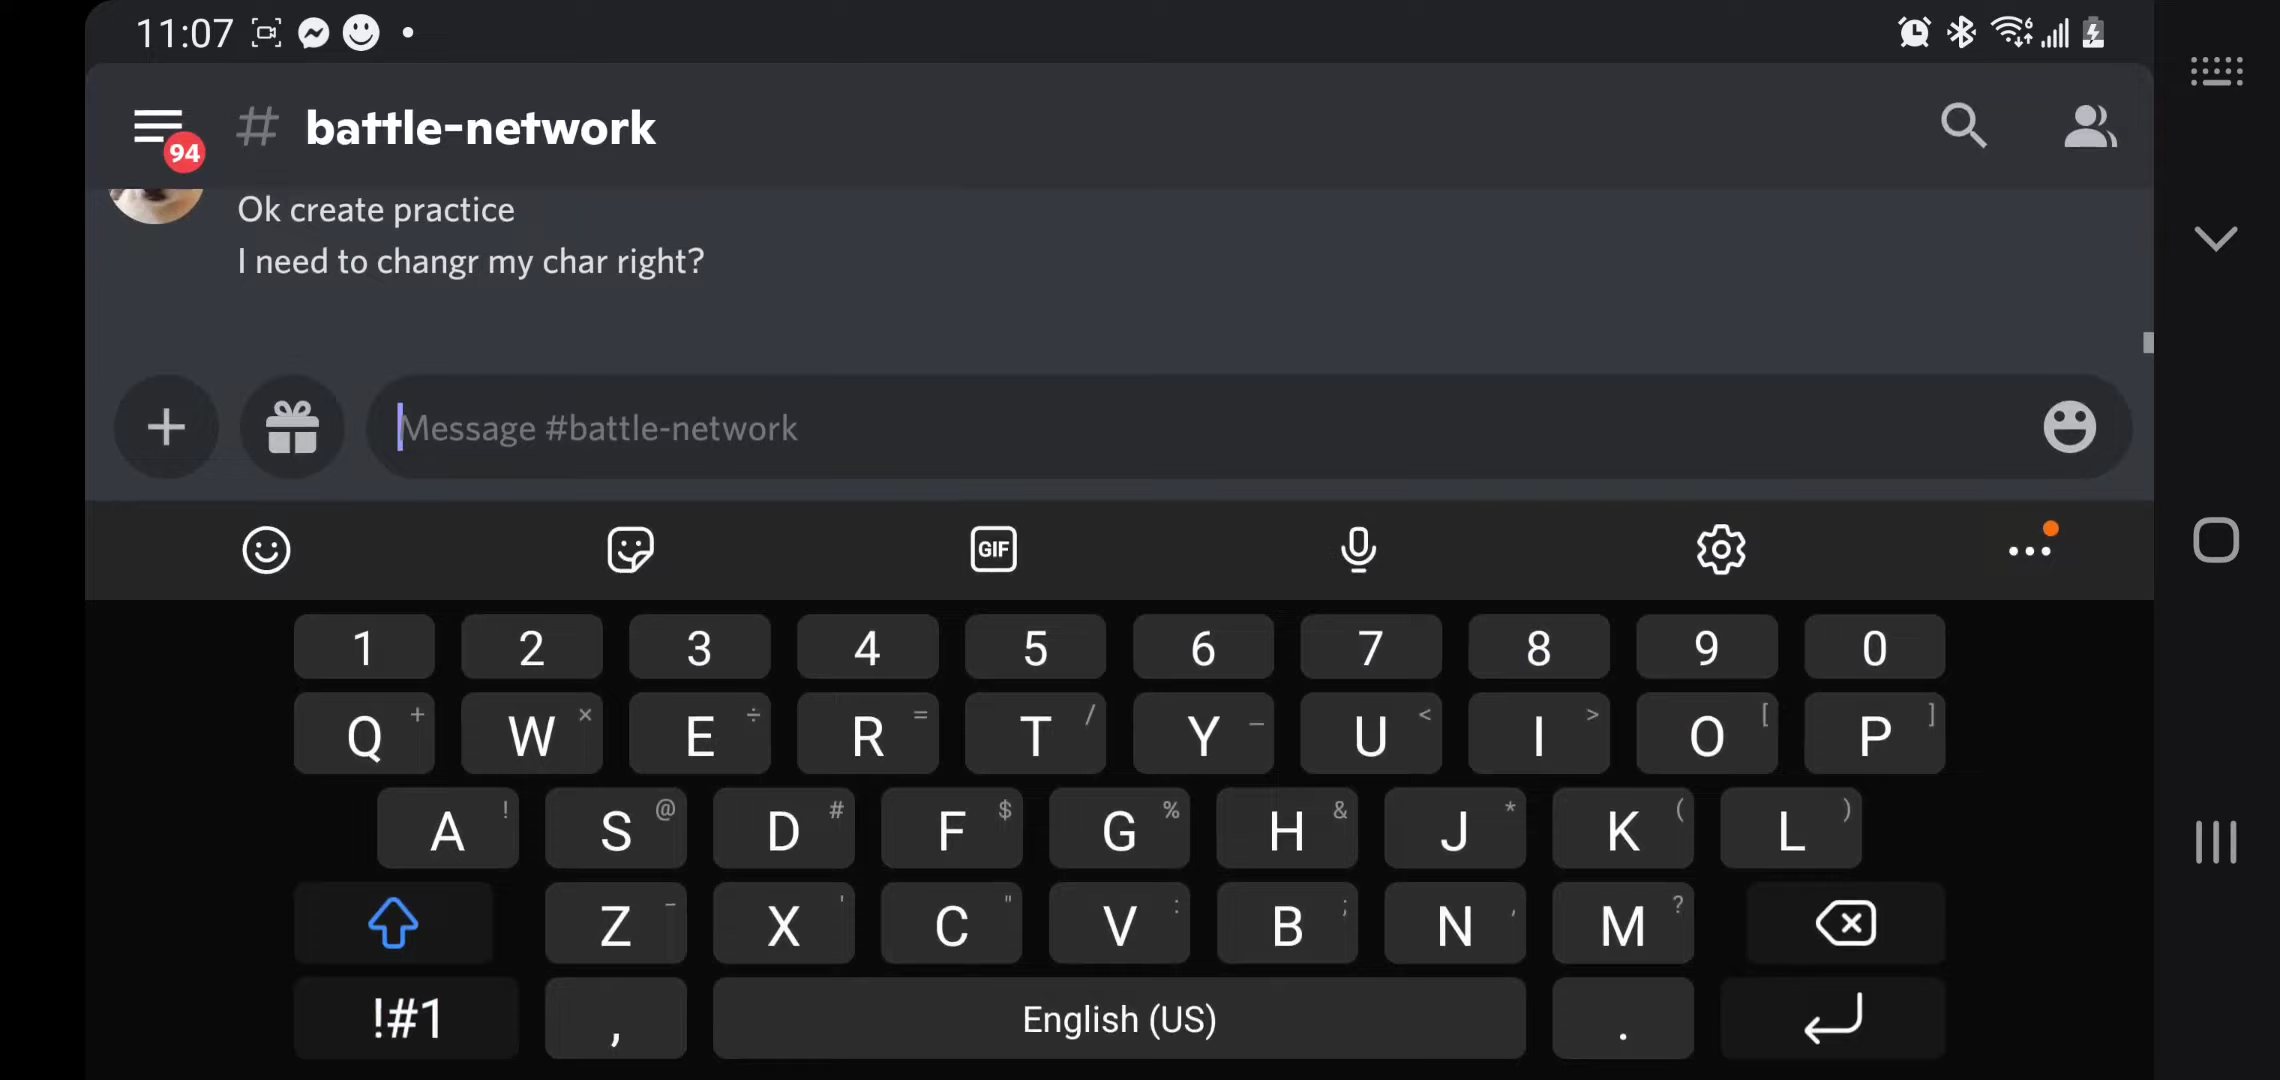 11:07
6
94
# battle-network
Ok create practice
I need to changr my char right?
Message #battle-network
GIF
1 2 3 4 5 6 7 8 9 0
Q + W × E ÷ R = T / Y _ U < I > O [ P ]
A ! S @ D # F $ G % H & J * K ( L )
Z - X ' C " V : B ; N , M ?
!#1 , English (US) .